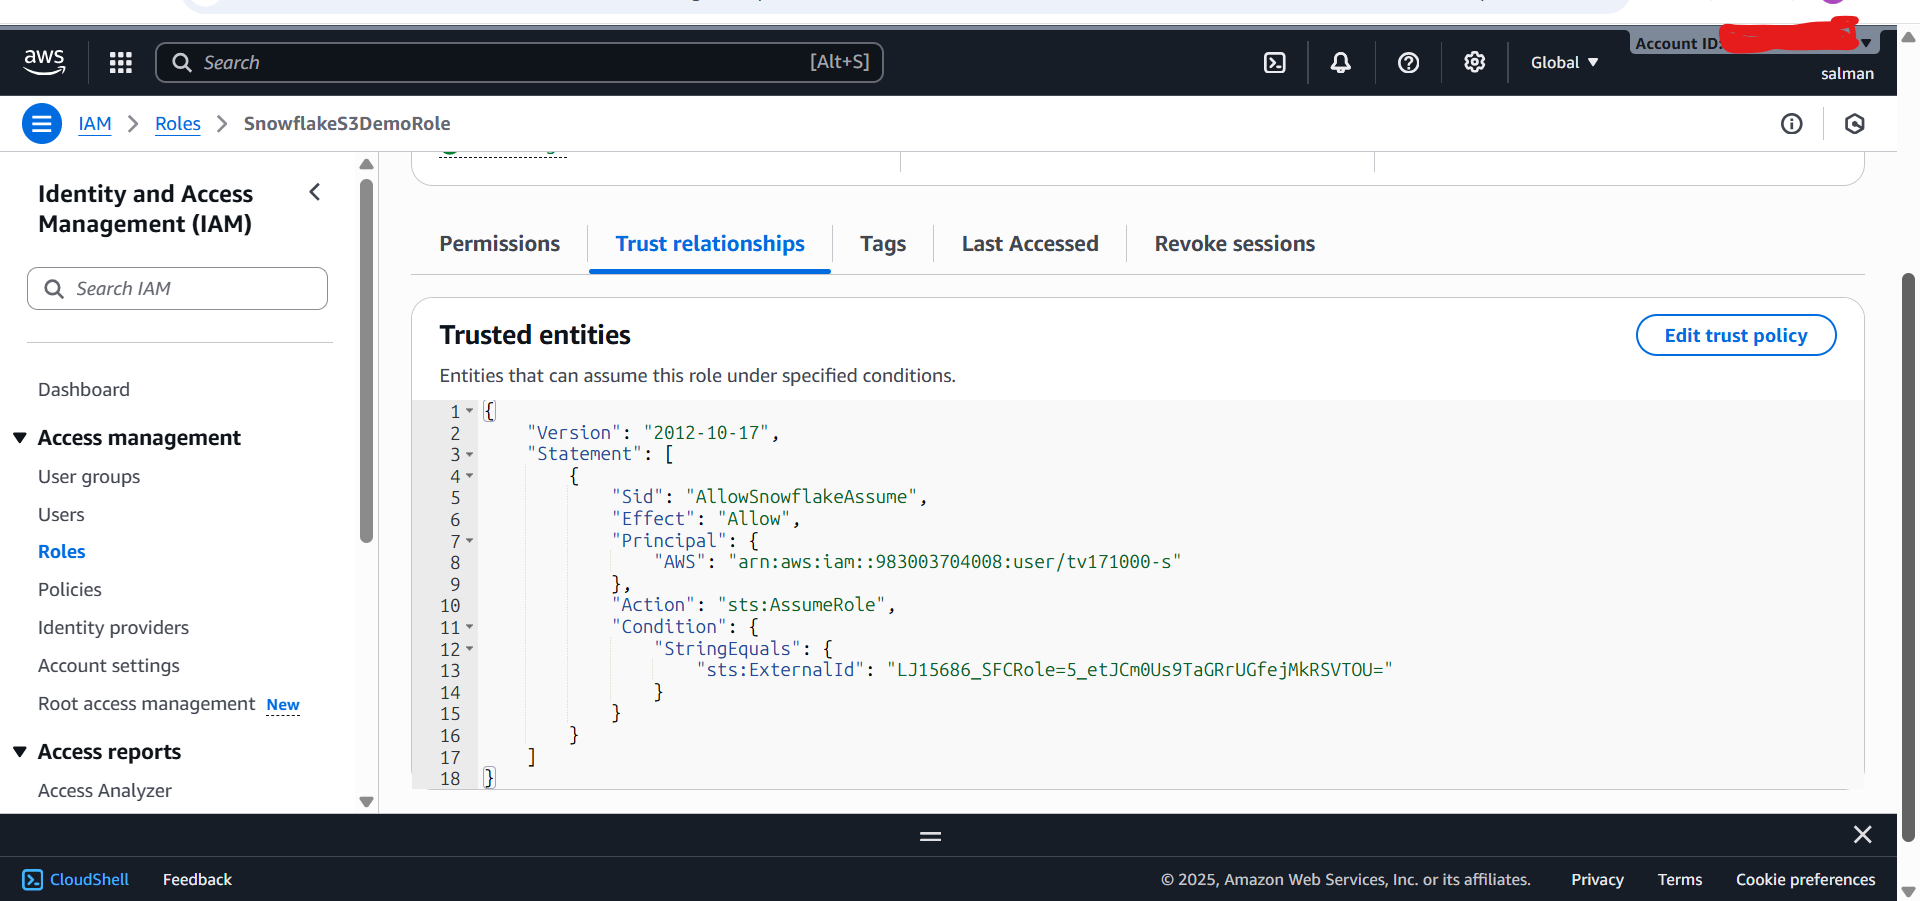 aws
Search
[Alt+S]
Global
Account ID:
salman
IAM
Roles
SnowflakeS3DemoRole
Identity and Access
Management (IAM)
Search IAM
Dashboard
Access management
User groups
Users
Roles
Policies
Identity providers
Account settings
Root access management New
Access reports
Access Analyzer
Permissions
Trust relationships
Tags
Last Accessed
Revoke sessions
Trusted entities
Edit trust policy
Entities that can assume this role under specified conditions.
1 {
2 "Version": "2012-10-17",
3 "Statement": [
4 {
5 "Sid": "AllowSnowflakeAssume",
6 "Effect": "Allow",
7 "Principal": {
8 "AWS": "arn:aws:iam::983003704008:user/tv171000-s"
9 },
10 "Action": "sts:AssumeRole",
11 "Condition": {
12 "StringEquals": {
13 "sts:ExternalId": "LJ15686_SFCRole=5_etJCm0Us9TaGRrUGfejMkRSVTOU="
14 }
15 }
16 }
17 ]
18 }
CloudShell
Feedback
© 2025, Amazon Web Services, Inc. or its affiliates.
Privacy
Terms
Cookie preferences